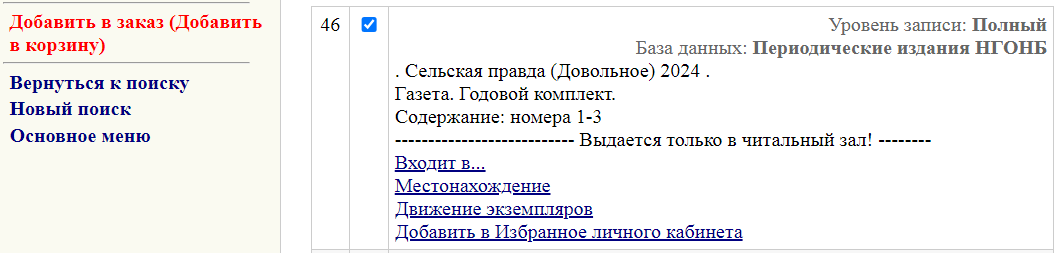 Добавить в заказ (Добавить
в корзину)
Вернуться к поиску
Новый поиск
Основное меню
46
Уровень записи: Полный
База данных: Периодические издания НГОНБ
. Сельская правда (Довольное) 2024 .
Газета. Годовой комплект.
Содержание: номера 1-3
--------------------------- Выдается только в читальный зал! --------
Входит в...
Местонахождение
Движение экземпляров
Добавить в Избранное личного кабинета